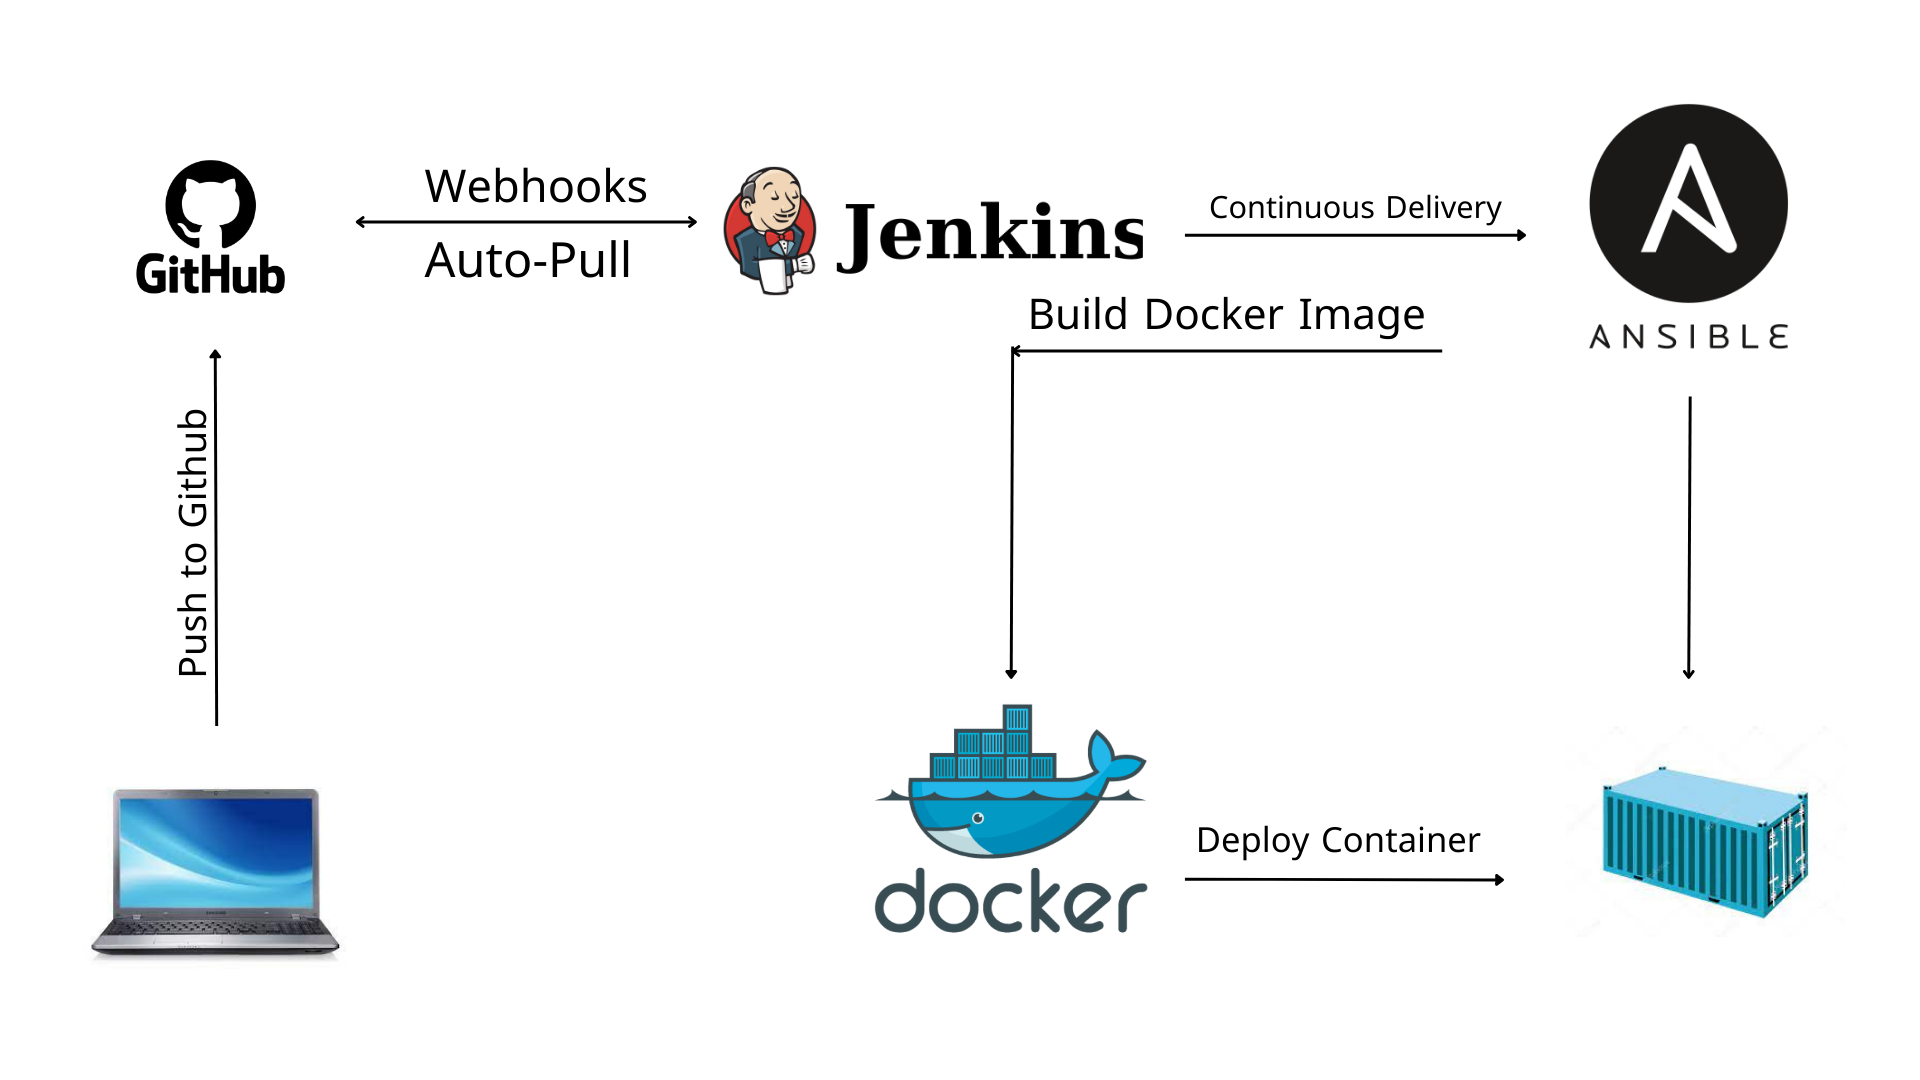 Webhooks
GitHub
Auto-Pull
Jenkins
Continuous Delivery
ANSIBLE
Build Docker Image
Push to Github
docker
Deploy Container